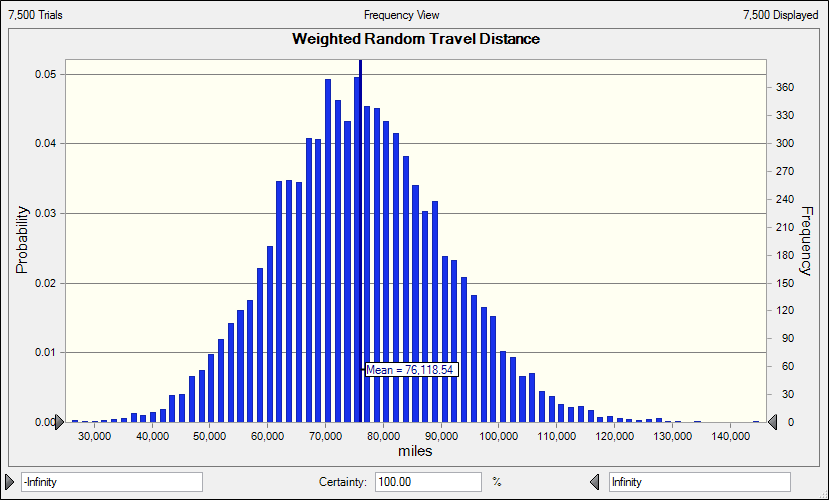 7,500 Trials Frequency View 7,500 Displayed
Weighted Random Travel Distance
0.05
0.04
0.03
0.02
0.01
0.00
Probability
360
330
300
270
240
210
180
150
120
90
60
30
0
Frequency
Mean = 76,118.54
30,000 40,000 50,000 60,000 70,000 80,000 90,000 100,000 110,000 120,000 130,000 140,000
miles
-Infinity Certainty: 100.00 % Infinity